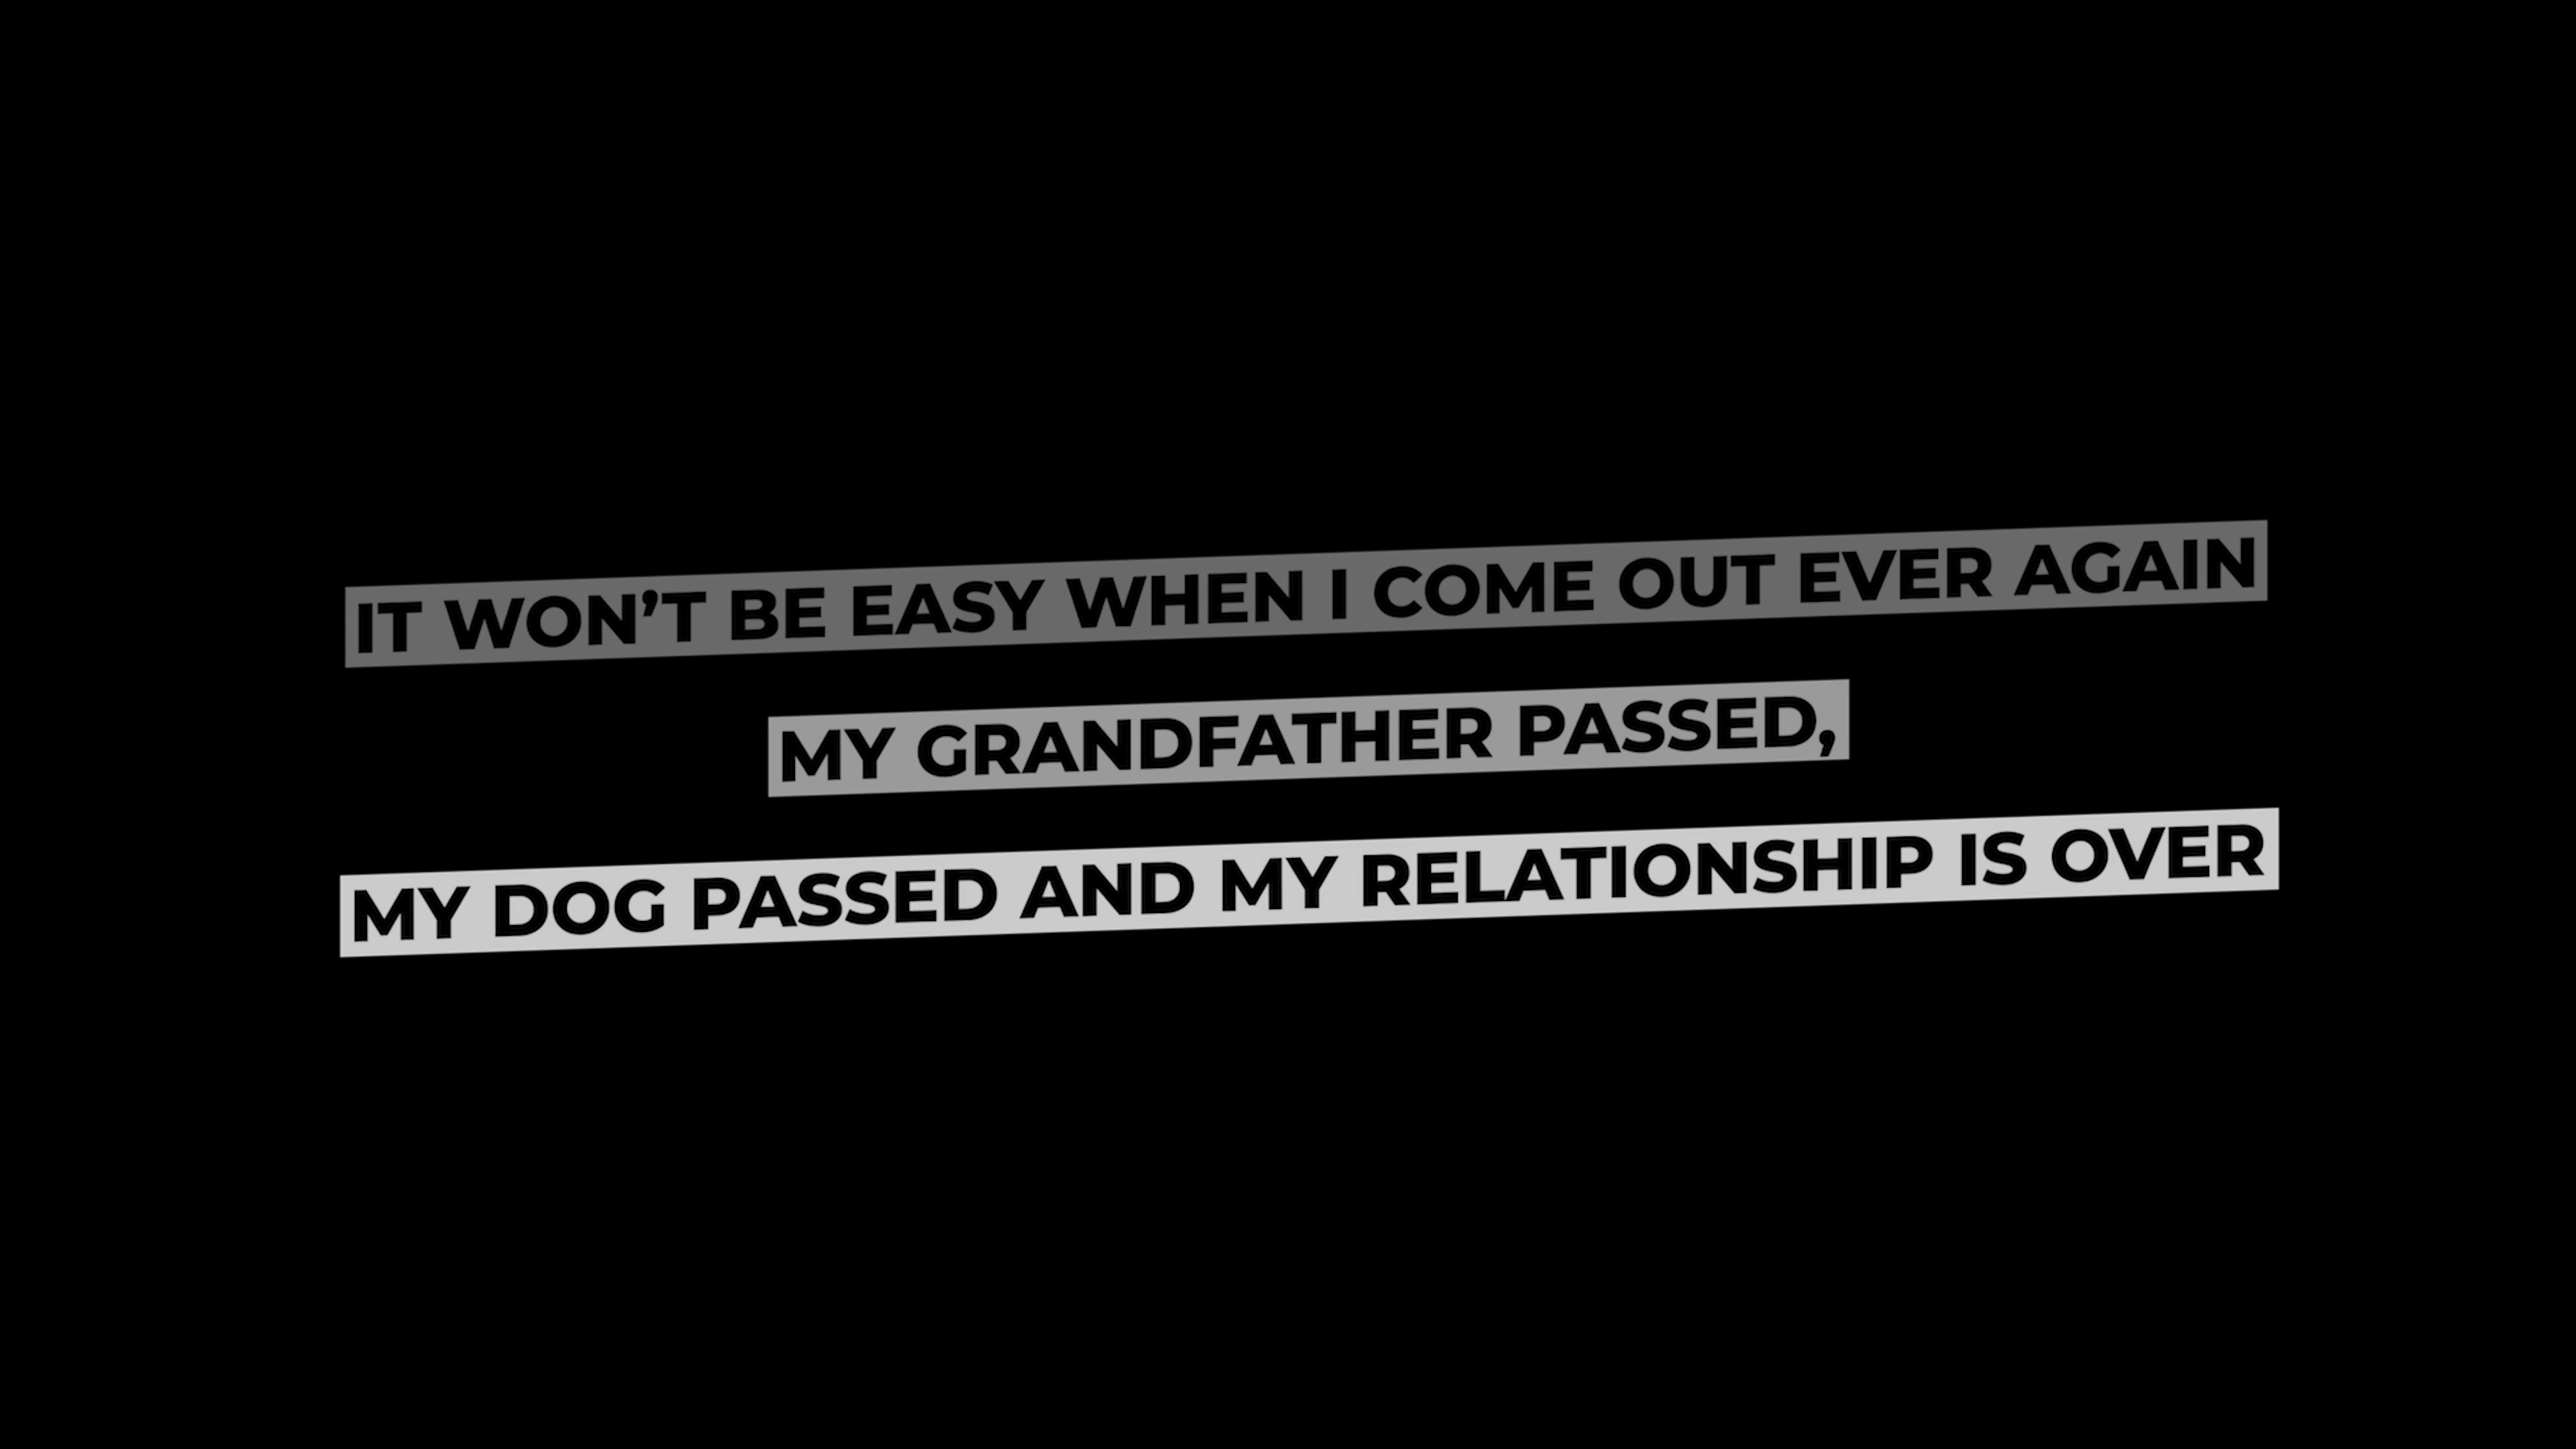 IT WON’T BE EASY WHEN I COME OUT EVER AGAIN
MY GRANDFATHER PASSED,
MY DOG PASSED AND MY RELATIONSHIP IS OVER